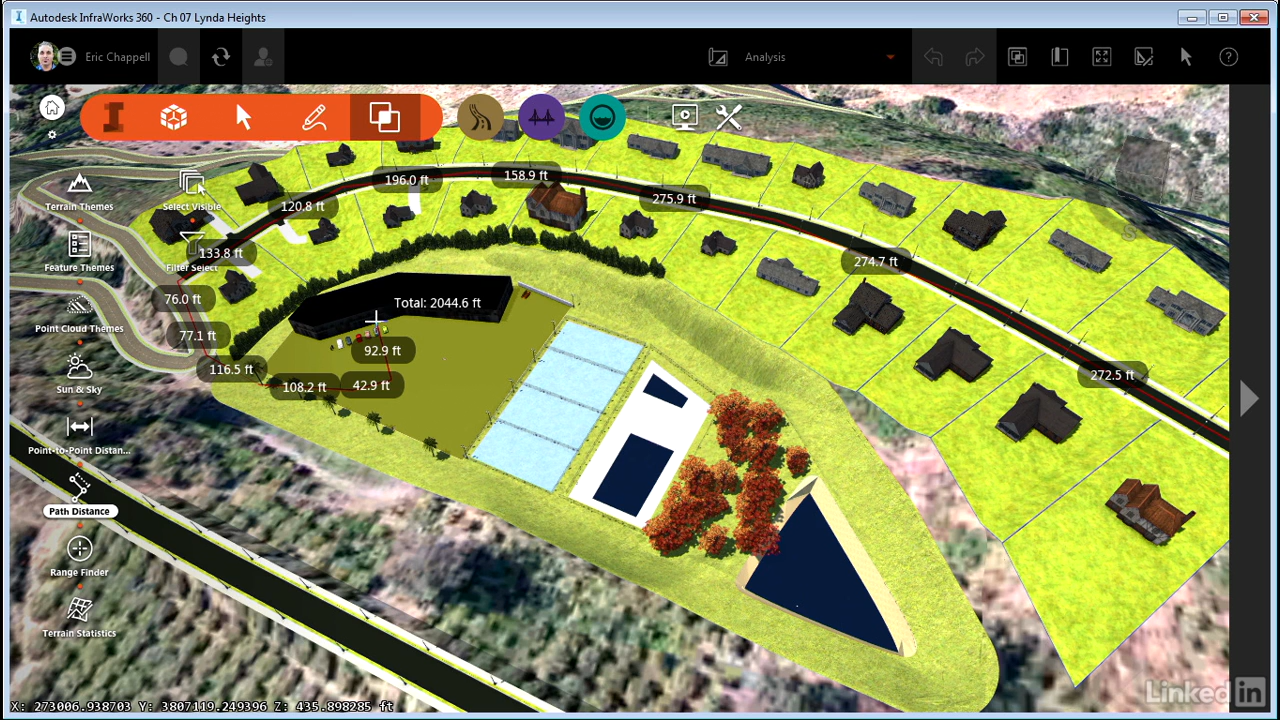 Autodesk InfraWorks 360 - Ch 07 Lynda Heights
Eric Chappell
Analysis
Terrain Themes
Select Visible
Feature Themes
Filter Select
Point Cloud Themes
Sun & Sky
Point-to-Point Distan...
Path Distance
Range Finder
Terrain Statistics
196.0 ft
158.9 ft
275.9 ft
120.8 ft
133.8 ft
274.7 ft
76.0 ft
Total: 2044.6 ft
77.1 ft
92.9 ft
116.5 ft
108.2 ft
42.9 ft
272.5 ft
X: 273006.938703 Y: 3807119.249396 Z: 435.898285 ft
Linked in